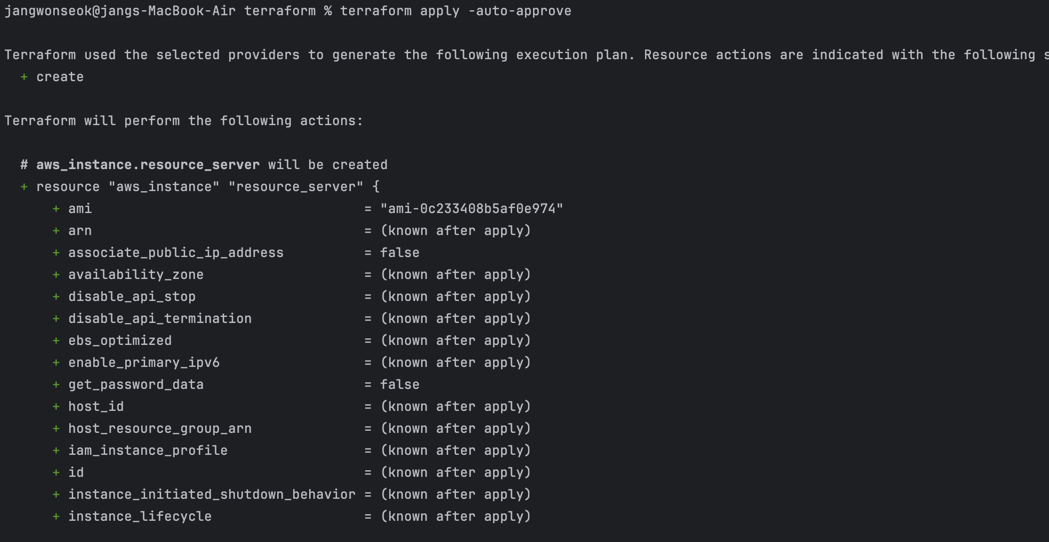 jangwonseok@jangs-MacBook-Air terraform % terraform apply -auto-approve
Terraform used the selected providers to generate the following execution plan. Resource actions are indicated with the following s
+ create
Terraform will perform the following actions:
# aws_instance.resource_server will be created
+ resource "aws_instance" "resource_server" {
+ ami = "ami-0c233408b5af0e974"
+ arn = (known after apply)
+ associate_public_ip_address = false
+ availability_zone = (known after apply)
+ disable_api_stop = (known after apply)
+ disable_api_termination = (known after apply)
+ ebs_optimized = (known after apply)
+ enable_primary_ipv6 = (known after apply)
+ get_password_data = false
+ host_id = (known after apply)
+ host_resource_group_arn = (known after apply)
+ iam_instance_profile = (known after apply)
+ id = (known after apply)
+ instance_initiated_shutdown_behavior = (known after apply)
+ instance_lifecycle = (known after apply)